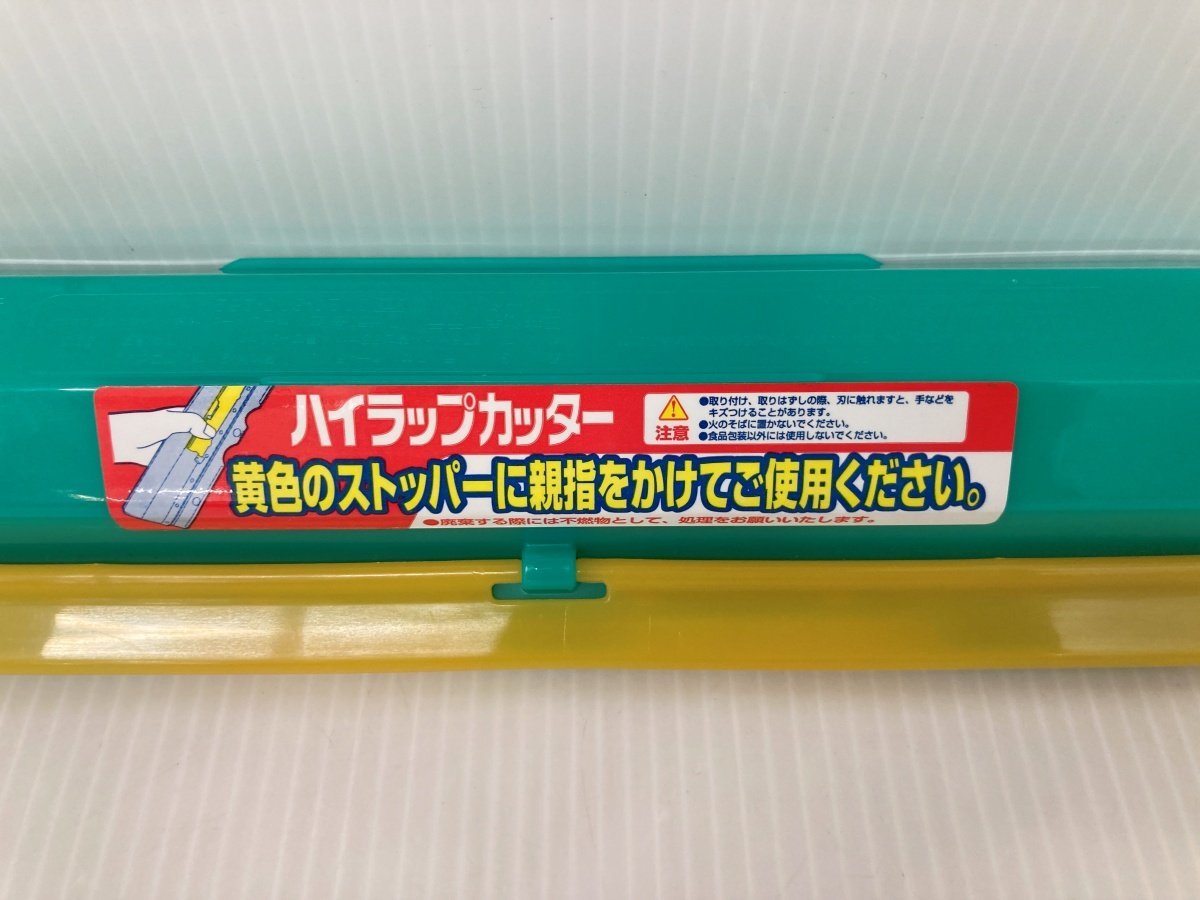 ハイラップカッター
注意
●取り付け、取りはずしの際、刃に触れますと、手などを
キズつけることがあります。
●火のそばに置かないでください。
●食品包装以外には使用しないでください。
黄色のストッパーに親指をかけてご使用ください。
●廃棄する際には不燃物として、処理をお願いいたします。